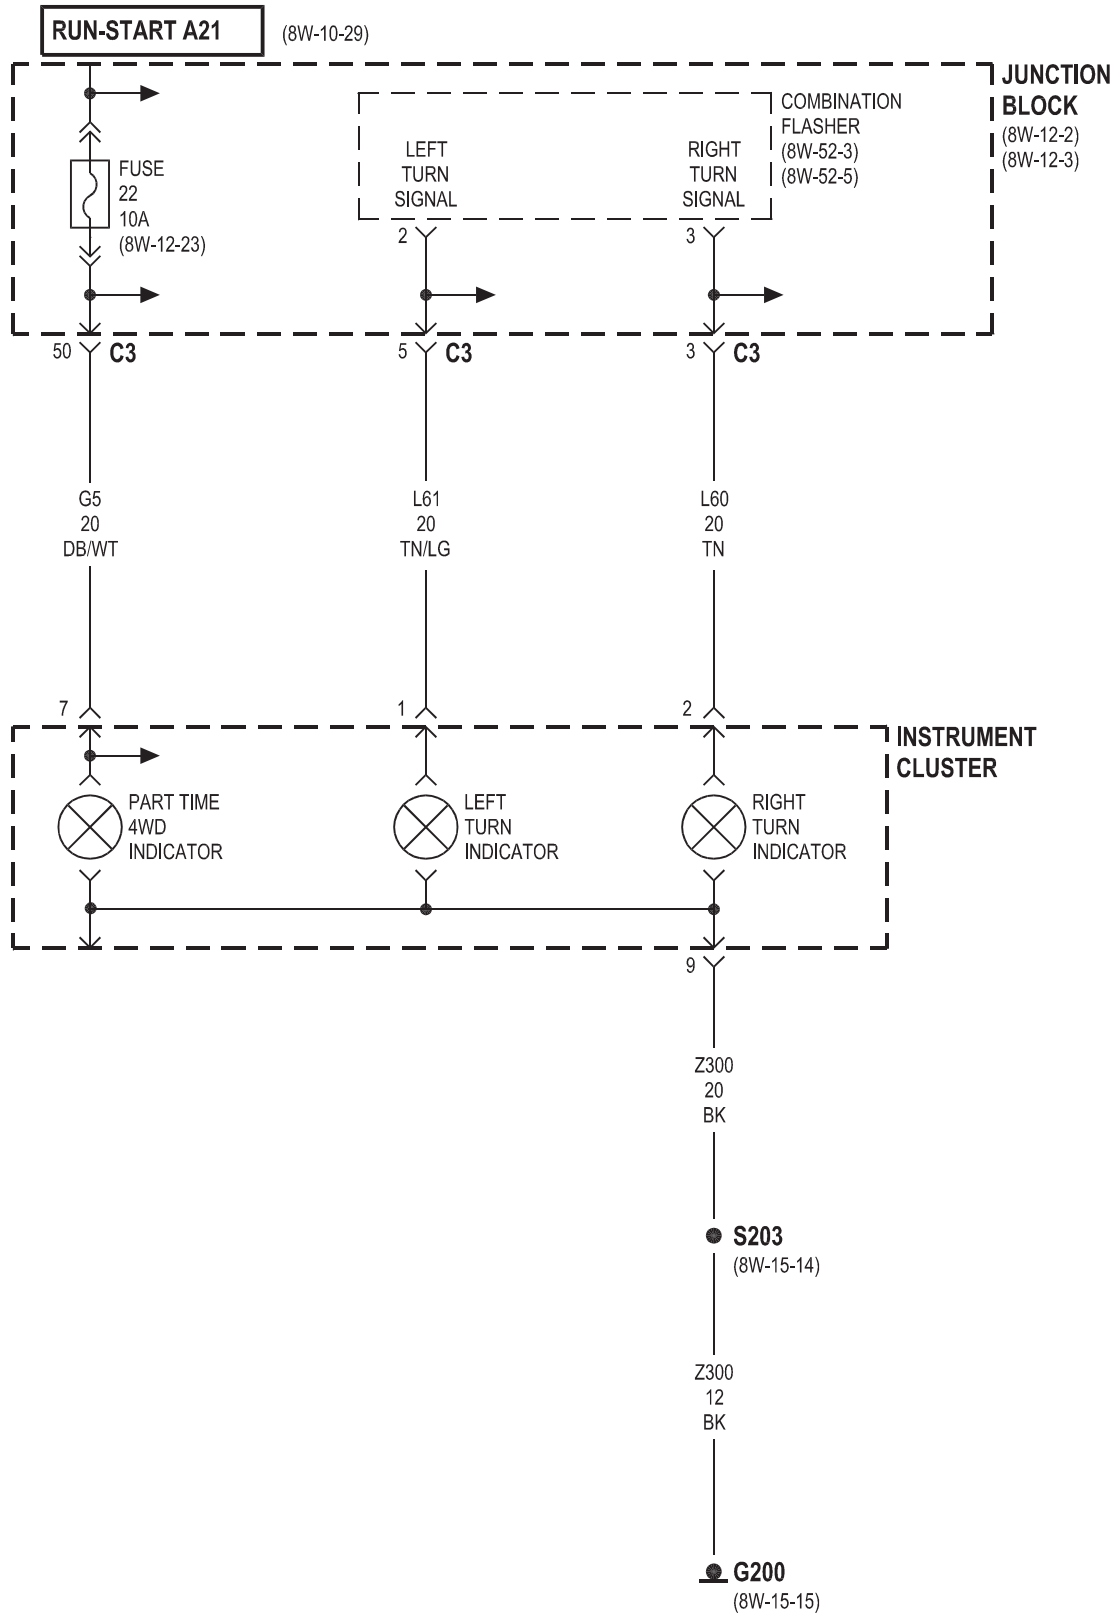 RUN-START A21
(8W-10-29)
JUNCTION
BLOCK
(8W-12-2)
(8W-12-3)
COMBINATION
FLASHER
(8W-52-3)
(8W-52-5)
FUSE
22
10A
(8W-12-23)
LEFT
TURN
SIGNAL
RIGHT
TURN
SIGNAL
2
3
50 C3
5 C3
3 C3
G5
20
DB/WT
L61
20
TN/LG
L60
20
TN
7
1
2
INSTRUMENT
CLUSTER
PART TIME
4WD
INDICATOR
LEFT
TURN
INDICATOR
RIGHT
TURN
INDICATOR
9
Z300
20
BK
S203
(8W-15-14)
Z300
12
BK
G200
(8W-15-15)